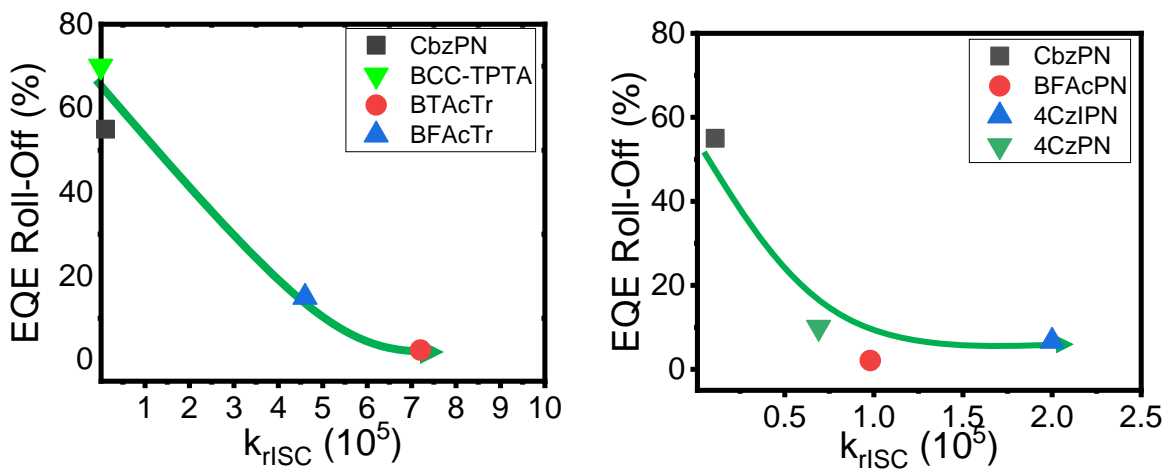 80
60
40
20
0
EQE Roll-Off (%)
CbzPN
BCC-TPTA
BTAcTr
BFAcTr
1 2 3 4 5 6 7 8 9 10
k_rISC (10^5)
80
60
40
20
0
EQE Roll-Off (%)
CbzPN
BFAcPN
4CzIPN
4CzPN
0.5 1.0 1.5 2.0 2.5
k_rISC (10^5)